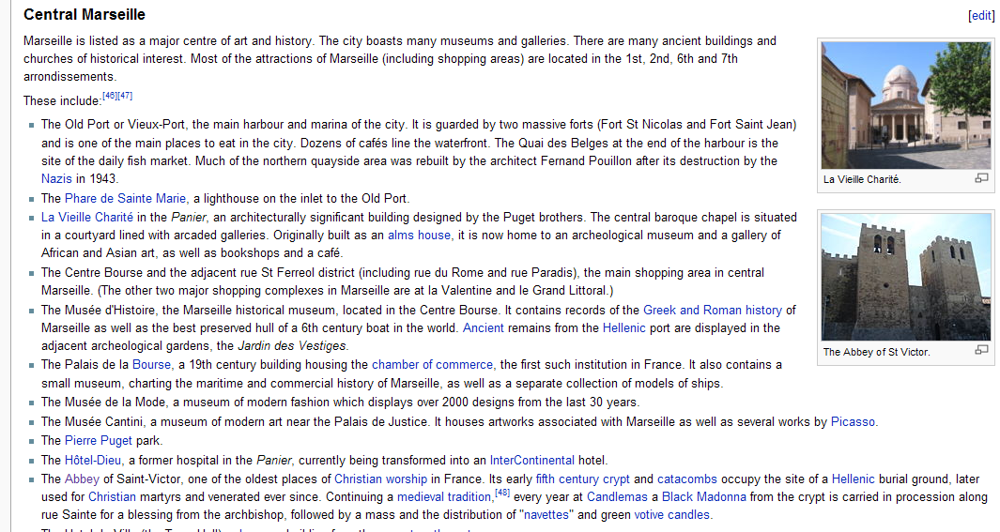 Central Marseille
[edit]
Marseille is listed as a major centre of art and history. The city boasts many museums and galleries. There are many ancient buildings and
churches of historical interest. Most of the attractions of Marseille (including shopping areas) are located in the 1st, 2nd, 6th and 7th
arrondissements.
These include:[46][47]
The Old Port or Vieux-Port, the main harbour and marina of the city. It is guarded by two massive forts (Fort St Nicolas and Fort Saint Jean)
and is one of the main places to eat in the city. Dozens of cafés line the waterfront. The Quai des Belges at the end of the harbour is the
site of the daily fish market. Much of the northern quayside area was rebuilt by the architect Fernand Pouillon after its destruction by the
Nazis in 1943.
The Phare de Sainte Marie, a lighthouse on the inlet to the Old Port.
La Vieille Charité in the Panier, an architecturally significant building designed by the Puget brothers. The central baroque chapel is situated
in a courtyard lined with arcaded galleries. Originally built as an alms house, it is now home to an archeological museum and a gallery of
African and Asian art, as well as bookshops and a café.
The Centre Bourse and the adjacent rue St Ferreol district (including rue du Rome and rue Paradis), the main shopping area in central
Marseille. (The other two major shopping complexes in Marseille are at la Valentine and le Grand Littoral.)
The Musée d'Histoire, the Marseille historical museum, located in the Centre Bourse. It contains records of the Greek and Roman history of
Marseille as well as the best preserved hull of a 6th century boat in the world. Ancient remains from the Hellenic port are displayed in the
adjacent archeological gardens, the Jardin des Vestiges.
The Palais de la Bourse, a 19th century building housing the chamber of commerce, the first such institution in France. It also contains a
small museum, charting the maritime and commercial history of Marseille, as well as a separate collection of models of ships.
The Musée de la Mode, a museum of modern fashion which displays over 2000 designs from the last 30 years.
The Musée Cantini, a museum of modern art near the Palais de Justice. It houses artworks associated with Marseille as well as several works by Picasso.
The Pierre Puget park.
The Hôtel-Dieu, a former hospital in the Panier, currently being transformed into an InterContinental hotel.
The Abbey of Saint-Victor, one of the oldest places of Christian worship in France. Its early fifth century crypt and catacombs occupy the site of a Hellenic burial ground, later
used for Christian martyrs and venerated ever since. Continuing a medieval tradition,[48] every year at Candlemas a Black Madonna from the crypt is carried in procession along
rue Sainte for a blessing from the archbishop, followed by a mass and the distribution of "navettes" and green votive candles.
La Vieille Charité.
The Abbey of St Victor.